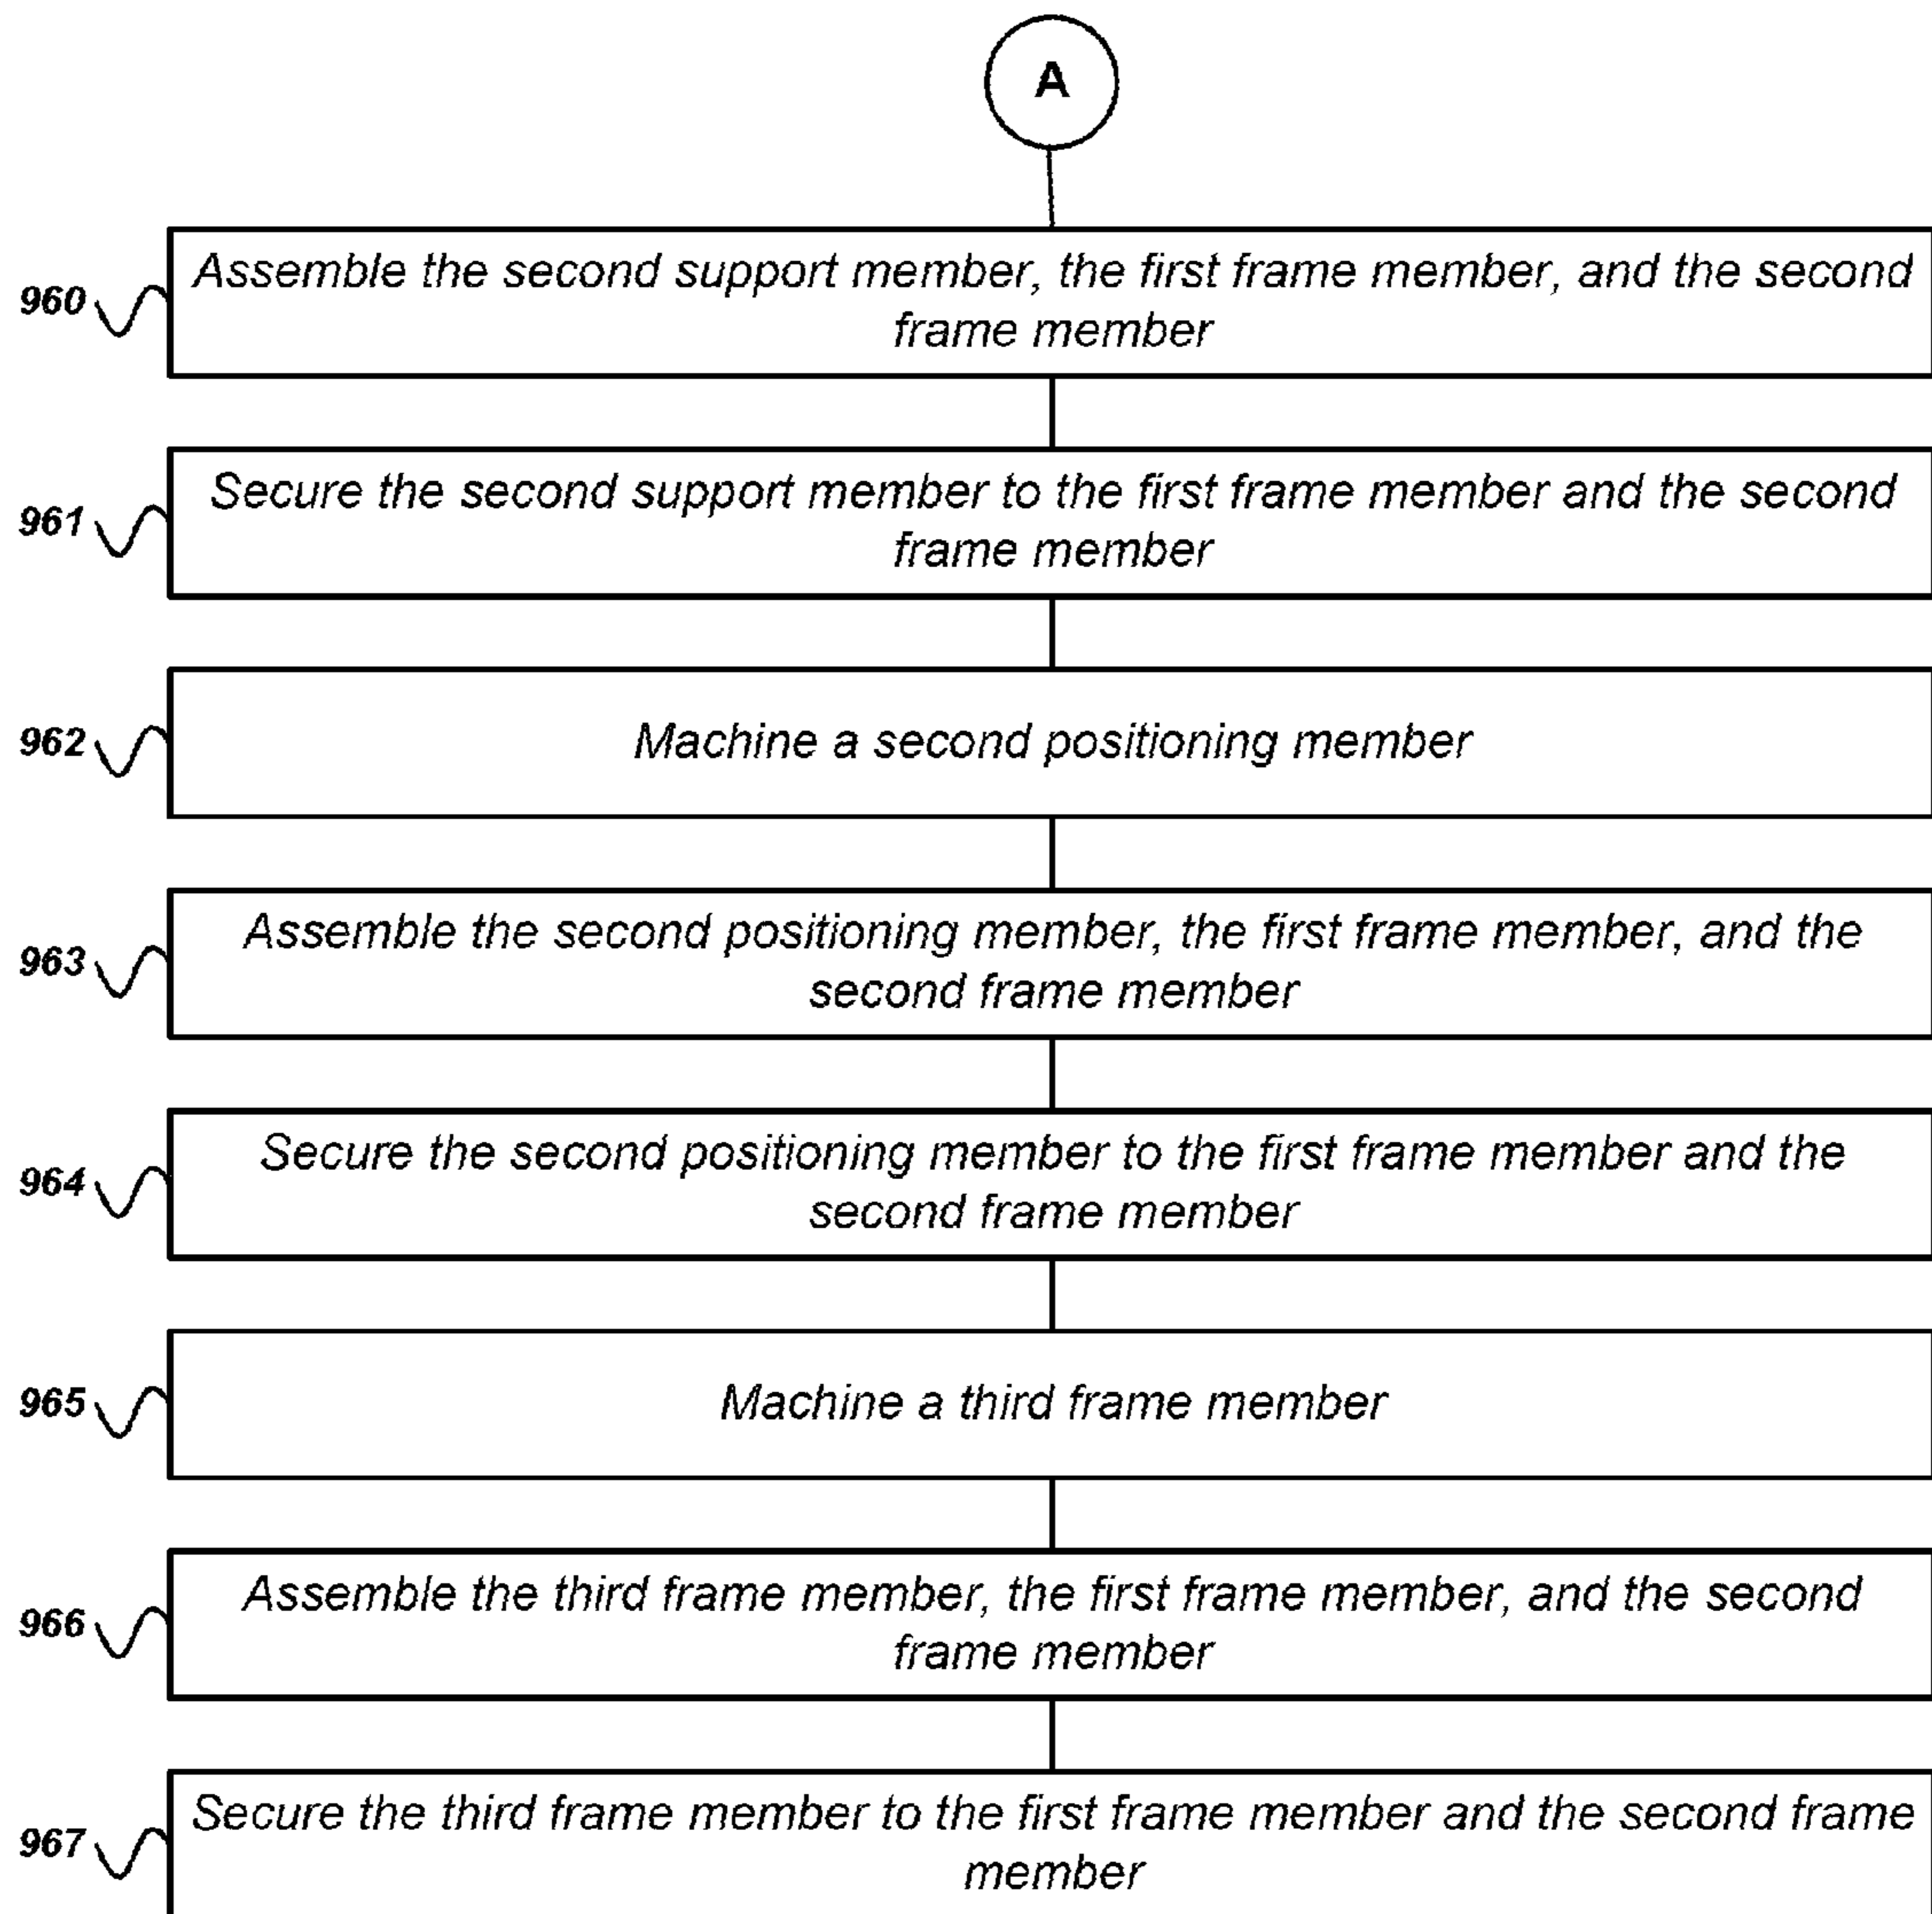 A
960
Assemble the second support member, the first frame member, and the second
frame member
961
Secure the second support member to the first frame member and the second
frame member
962
Machine a second positioning member
963
Assemble the second positioning member, the first frame member, and the
second frame member
964
Secure the second positioning member to the first frame member and the
second frame member
965
Machine a third frame member
966
Assemble the third frame member, the first frame member, and the second
frame member
967
Secure the third frame member to the first frame member and the second frame
member